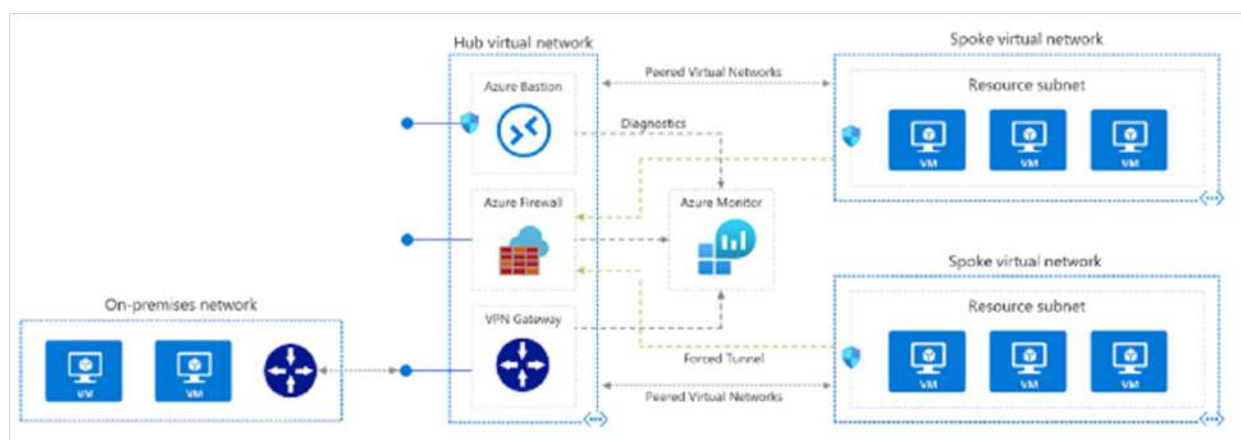 Hub virtual network
Spoke virtual network
Azure Bastion
Peered Virtual Networks
Resource subnet
Diagnostics
VM VM VM
Azure Firewall
Azure Monitor
Spoke virtual network
On-premises network
Resource subnet
VPN Gateway
Forced Tunnel
VM VM
VM VM VM
Peered Virtual Networks